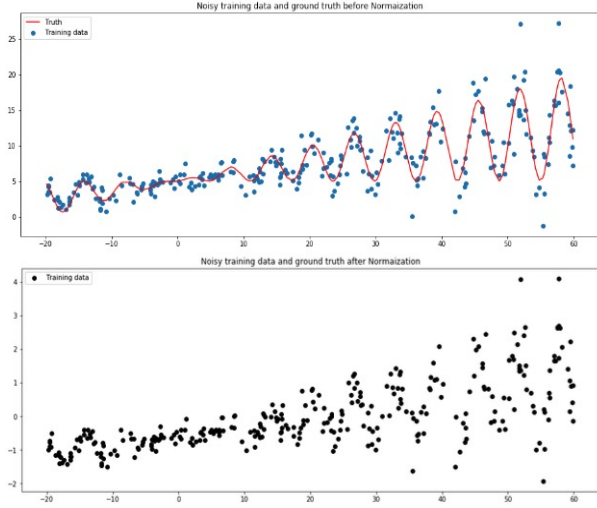 Noisy training data and ground truth before Normaization
Truth
Training data
25
20
15
10
5
0
-20 -10 0 10 20 30 40 50 60
Noisy training data and ground truth after Normaization
Training data
4
3
2
1
0
-1
-2
-20 -10 0 10 20 30 40 50 60